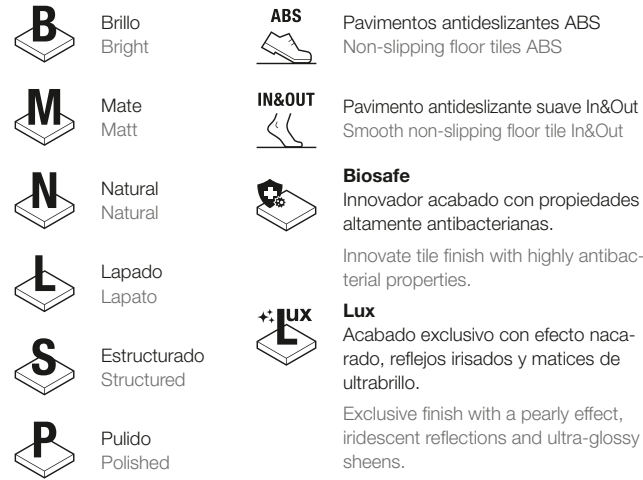 B
Brillo
Bright
M
Mate
Matt
N
Natural
Natural
L
Lapado
Lapato
S
Estructurado
Structured
P
Pulido
Polished
ABS
Pavimentos antideslizantes ABS
Non-slipping floor tiles ABS
IN&OUT
Pavimento antideslizante suave In&Out
Smooth non-slipping floor tile In&Out
Biosafe
Innovador acabado con propiedades
altamente antibacterianas.
Innovate tile finish with highly antibac-
terial properties.
Lux
Lux
Acabado exclusivo con efecto naca-
rado, reflejos irisados y matices de
ultrabrillo.
Exclusive finish with a pearly effect,
iridescent reflections and ultra-glossy
sheens.